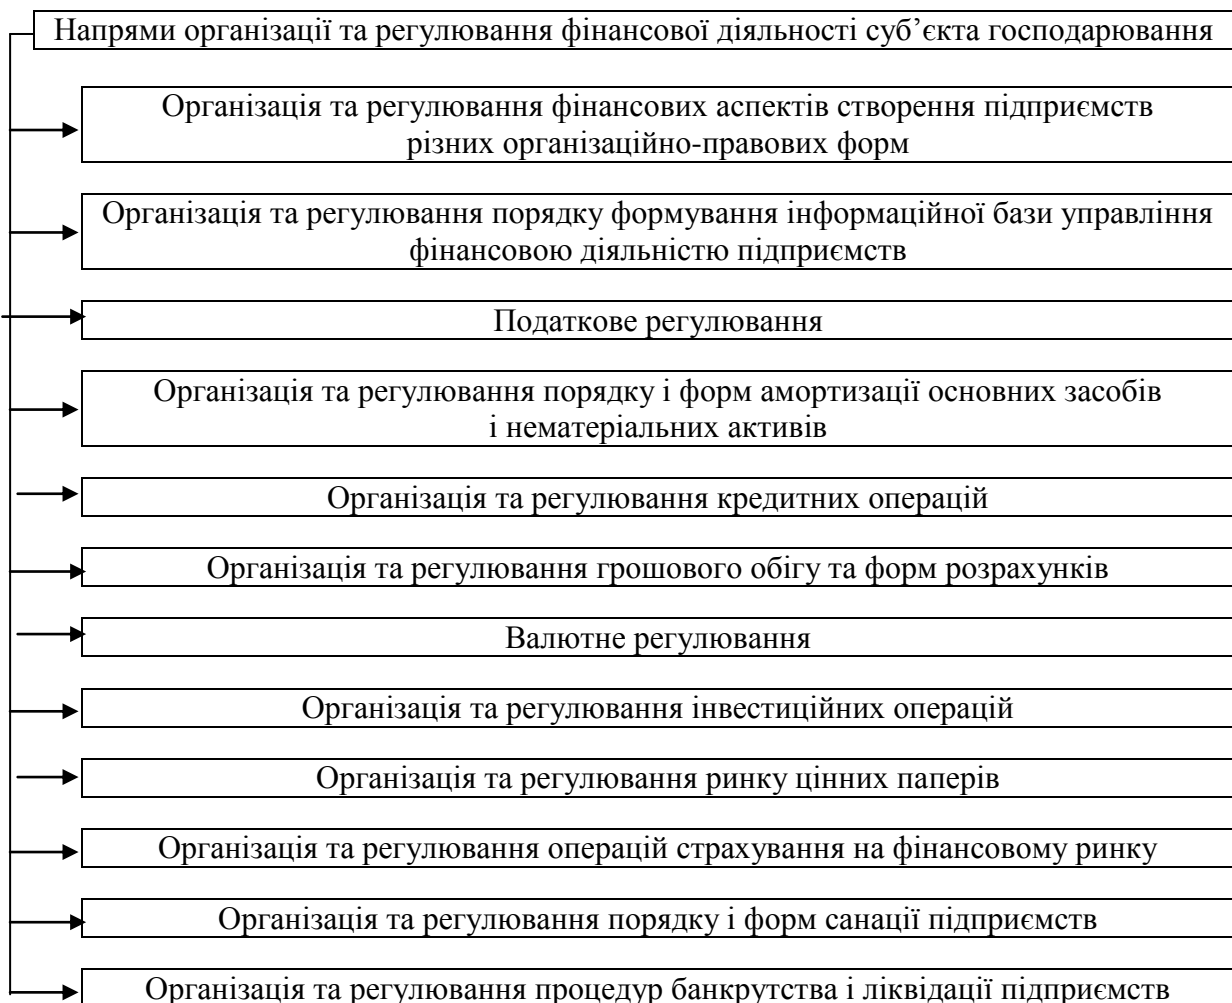 Напрями організації та регулювання фінансової діяльності суб’єкта господарювання
Організація та регулювання фінансових аспектів створення підприємств
різних організаційно-правових форм
Організація та регулювання порядку формування інформаційної бази управління
фінансовою діяльністю підприємств
Податкове регулювання
Організація та регулювання порядку і форм амортизації основних засобів
і нематеріальних активів
Організація та регулювання кредитних операцій
Організація та регулювання грошового обігу та форм розрахунків
Валютне регулювання
Організація та регулювання інвестиційних операцій
Організація та регулювання ринку цінних паперів
Організація та регулювання операцій страхування на фінансовому ринку
Організація та регулювання порядку і форм санації підприємств
Організація та регулювання процедур банкрутства і ліквідації підприємств